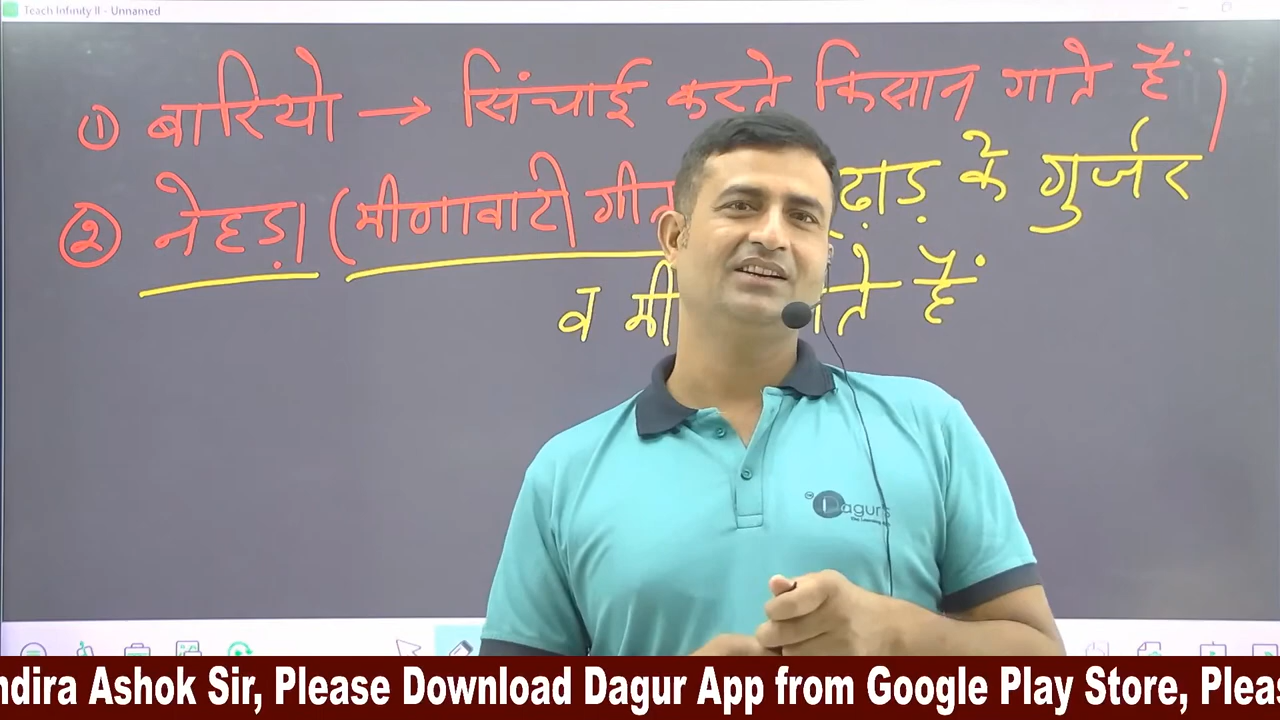 Teach Infinity II - Unnamed
① बारियो → सिंचाई करते किसान गाते हैं।
② नेहड़ा (मीणावाटी गीत ढाड़ के गुर्जर
व मी ते हैं
Dagur's
ndira Ashok Sir, Please Download Dagur App from Google Play Store, Pleas